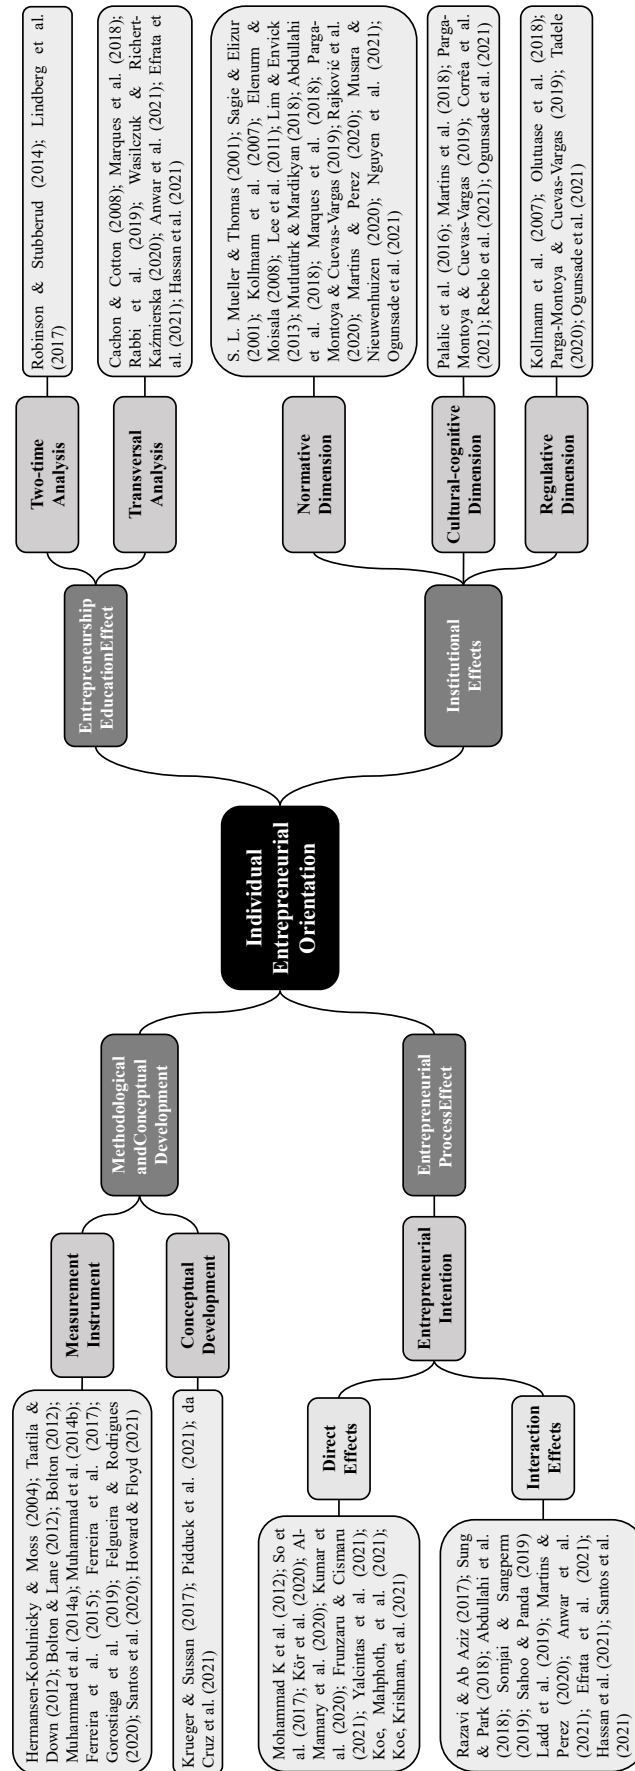 Hermansen-Kobulnicky & Moss (2004); Taatila &
Down (2012); Bolton & Lane (2012); Bolton (2012);
Muhammad et al. (2014a); Muhammad et al. (2014b);
Ferreira et al. (2015); Ferreira et al. (2017);
Gorostiaga et al. (2019); Felgueira & Rodrigues
(2020); Santos et al. (2020); Howard & Floyd (2021)
Measurement
Instrument
Krueger & Sussan (2017); Pidduck et al. (2021); da
Cruz et al. (2021)
Conceptual
Development
Methodological
andConceptual
Development
Mohammad K et al. (2012); So et
al. (2017); Kör et al. (2020); Al-
Mamary et al. (2020); Kumar et
al. (2020); Frunzaru & Cismaru
(2021); Yalcintas et al. (2021);
Koe, Mahphoth, et al. (2021);
Koe, Krishnan, et al. (2021)
Direct
Effects
Razavi & Ab Aziz (2017); Sung
& Park (2018); Abdullahi et al.
(2018); Somjai & Sangperm
(2019); Sahoo & Panda (2019)
Ladd et al. (2019); Martins &
Perez (2020); Anwar et al.
(2021); Efrata et al. (2021);
Hassan et al. (2021); Santos et al.
(2021)
Interaction
Effects
Entrepreneurial
Intention
Entrepreneurial
ProcessEffect
Individual
Entrepreneurial
Orientation
Entrepreneurship
EducationEffect
Two-time
Analysis
Robinson & Stubberud (2014); Lindberg et al.
(2017)
Transversal
Analysis
Cachon & Cotton (2008); Marques et al. (2018);
Rabbi et al. (2019); Wasilczuk & Richert-
Kaźmierska (2020); Anwar et al. (2021); Efrata et
al. (2021); Hassan et al. (2021)
Institutional
Effects
Normative
Dimension
S. L. Mueller & Thomas (2001); Sagie & Elizur
(2001); Kollmann et al. (2007); Elenurm &
Moisala (2008); Lee et al. (2011); Lim & Envick
(2013); Mutlutürk & Mardikyan (2018); Abdullahi
et al. (2018); Marques et al. (2018); Parga-
Montoya & Cuevas-Vargas (2019); Rajković et al.
(2020); Martins & Perez (2020); Musara &
Nieuwenhuizen (2020); Nguyen et al. (2021);
Ogunsade et al. (2021)
Cultural-cognitive
Dimension
Palalic et al. (2016); Martins et al. (2018); Parga-
Montoya & Cuevas-Vargas (2019); Corrêa et al.
(2021); Rebelo et al. (2021); Ogunsade et al. (2021)
Regulative
Dimension
Kollmann et al. (2007); Olutuase et al. (2018);
Parga-Montoya & Cuevas-Vargas (2019); Tadele
(2020); Ogunsade et al. (2021)